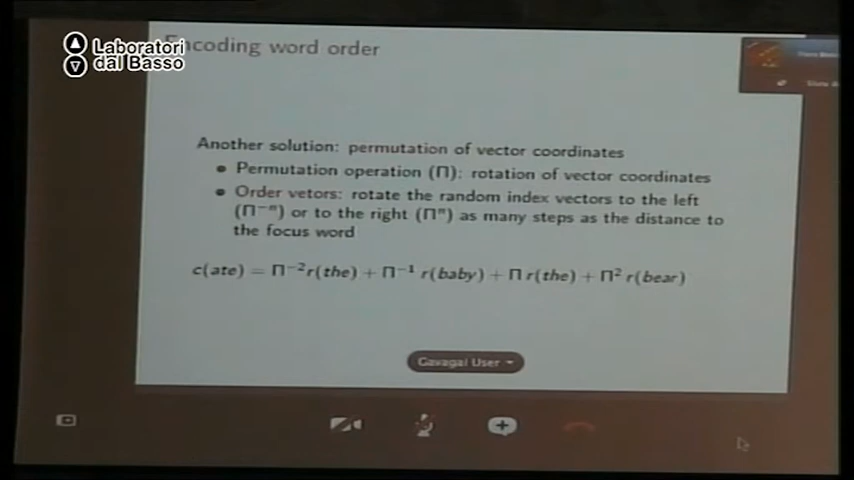 Laboratori
dal Basso
Encoding word order
Another solution: permutation of vector coordinates
• Permutation operation (Π): rotation of vector coordinates
• Order vetors: rotate the random index vectors to the left
(Π⁻ⁿ) or to the right (Πⁿ) as many steps as the distance to
the focus word
c(ate) = Π⁻²r(the) + Π⁻¹ r(baby) + Π r(the) + Π² r(bear)
Gavagai User